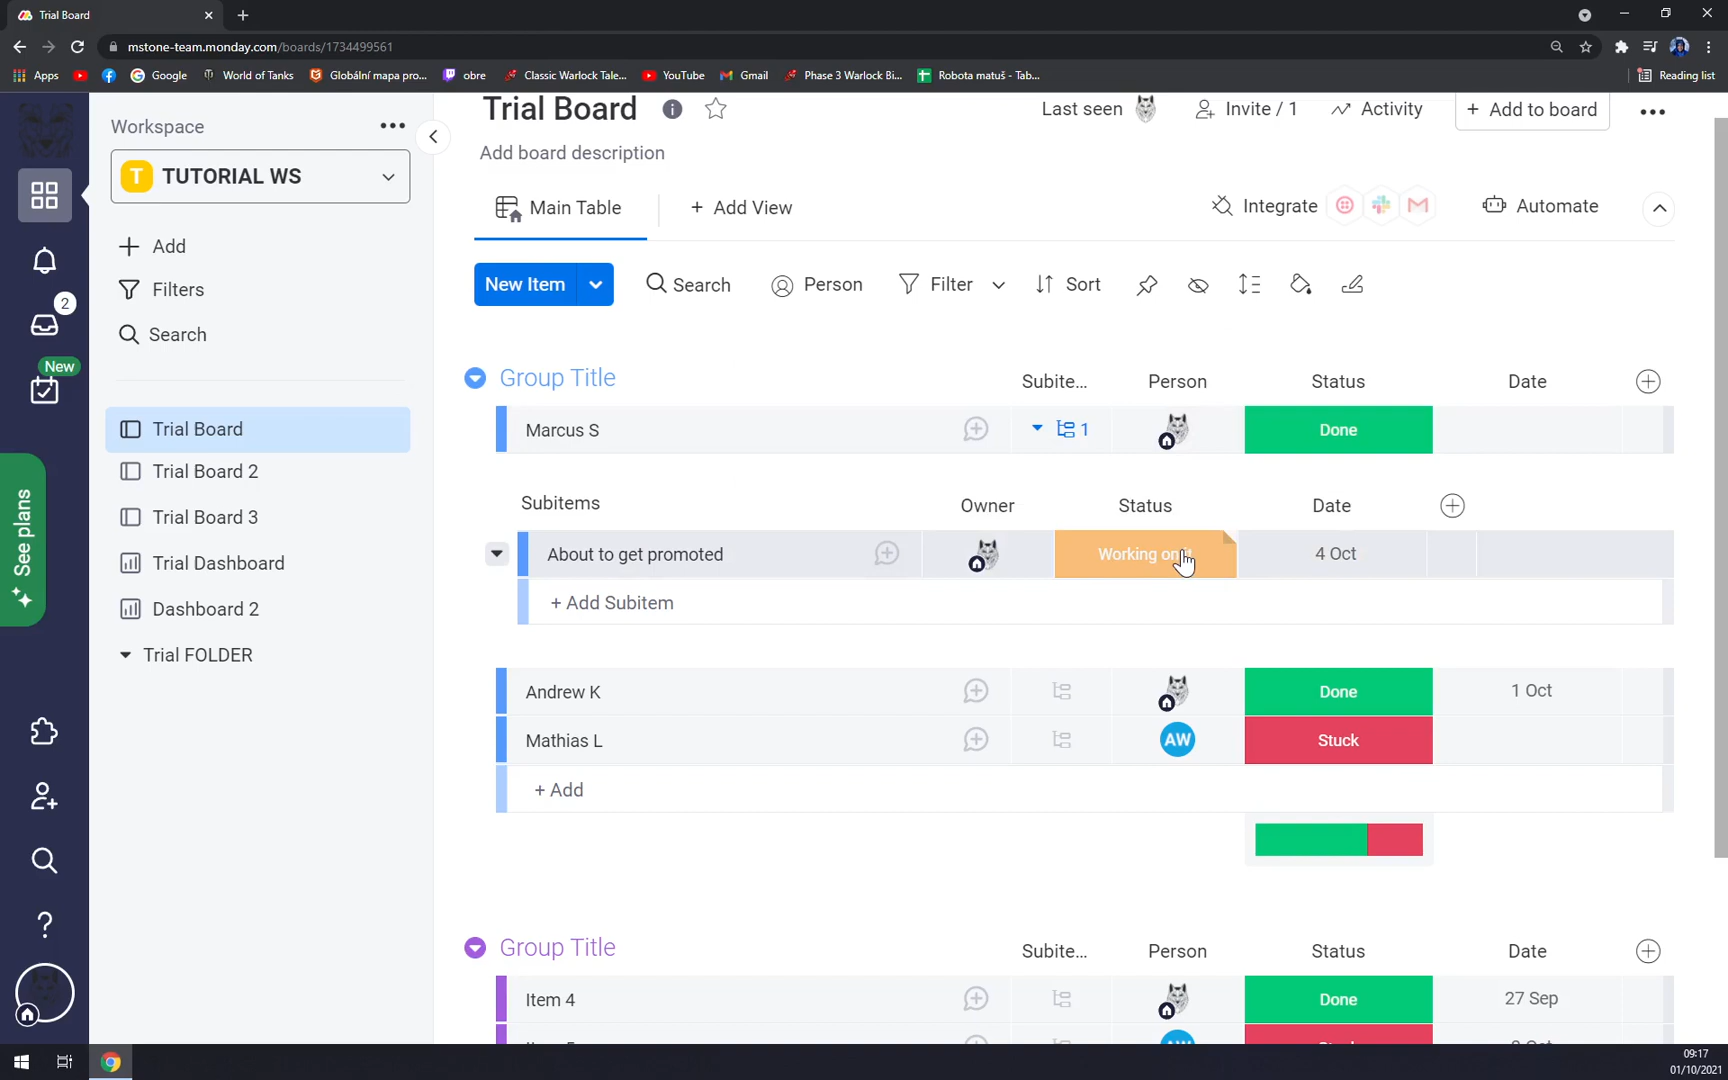 Trial Board
mstone-team.monday.com/boards/1734499561
Apps
Google
World of Tanks
Globální mapa pro...
obre
Classic Warlock Tale...
YouTube
Gmail
Phase 3 Warlock Bi...
Robota matuš - Tab...
Reading list
Workspace
T TUTORIAL WS
Add
Filters
Search
2
New
See plans
Trial Board
Trial Board 2
Trial Board 3
Trial Dashboard
Dashboard 2
Trial FOLDER
Trial Board
Last seen
Invite / 1
Activity
+ Add to board
Add board description
Main Table
+ Add View
Integrate
Automate
New Item
Search
Person
Filter
Sort
Group Title Subite... Person Status Date
Marcus S 1 Done
Subitems Owner Status Date
About to get promoted Working on 4 Oct
+ Add Subitem
Andrew K Done 1 Oct
Mathias L AW Stuck
+ Add
Group Title Subite... Person Status Date
Item 4 Done 27 Sep
09:17
01/10/2021